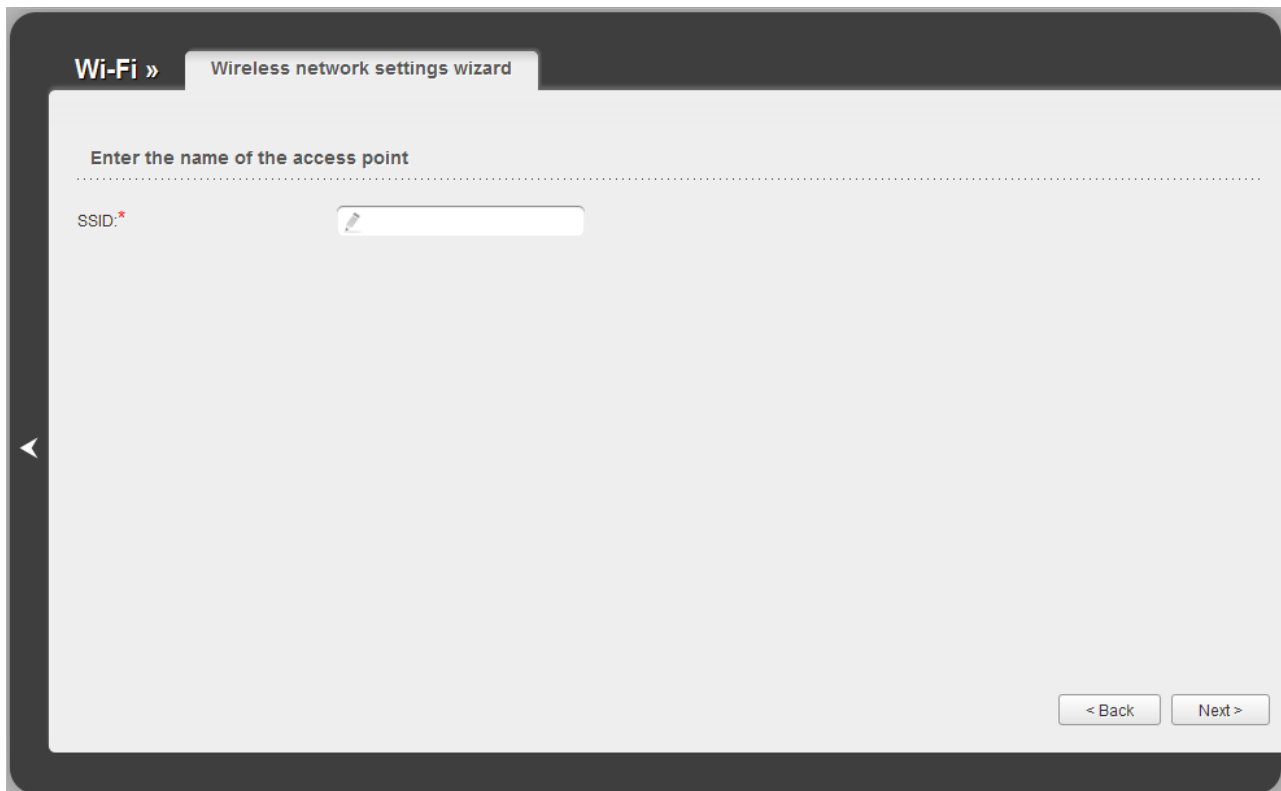 Wi-Fi » Wireless network settings wizard
Enter the name of the access point
SSID:*
< Back Next >